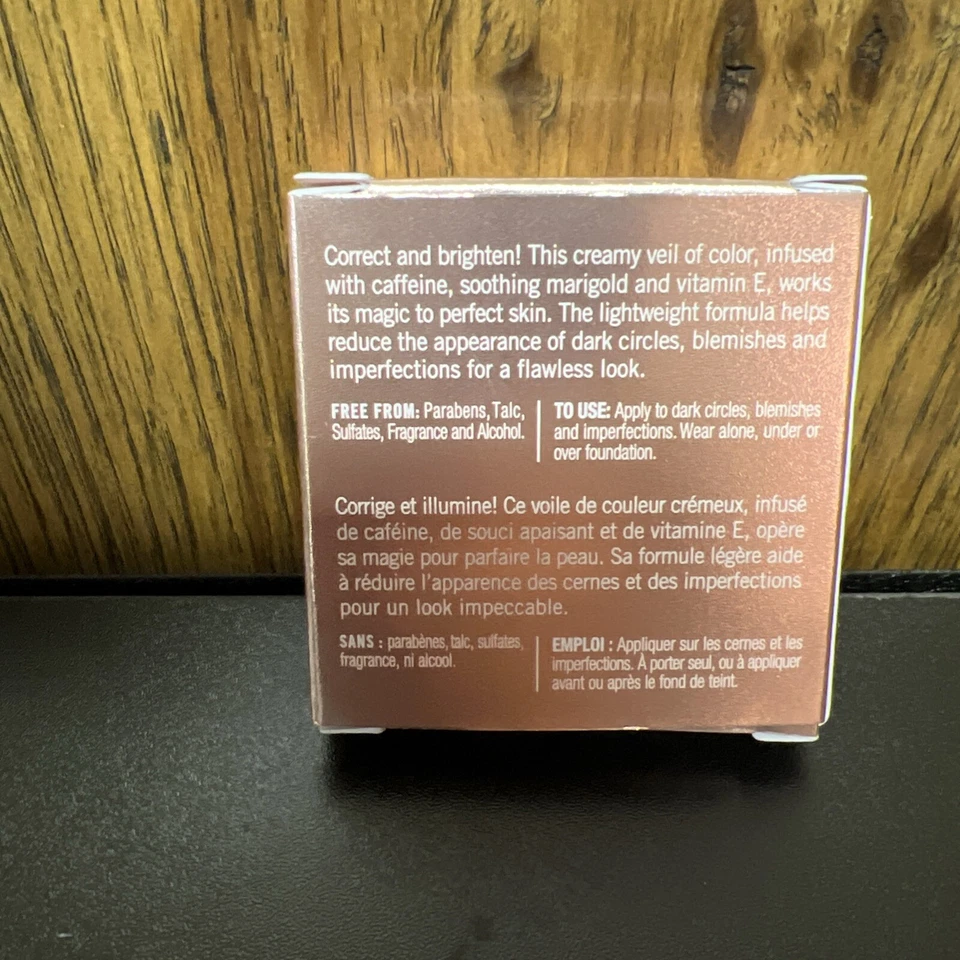 Correct and brighten! This creamy veil of color, infused
with caffeine, soothing marigold and vitamin E, works
its magic to perfect skin. The lightweight formula helps
reduce the appearance of dark circles, blemishes and
imperfections for a flawless look.
FREE FROM: Parabens, Talc,
Sulfates, Fragrance and Alcohol.
TO USE: Apply to dark circles, blemishes
and imperfections. Wear alone, under or
over foundation.
Corrige et illumine! Ce voile de couleur crémeux, infusé
de caféine, de souci apaisant et de vitamine E, opère
sa magie pour parfaire la peau. Sa formule légère aide
à réduire l'apparence des cernes et des imperfections
pour un look impeccable.
SANS : parabènes, talc, sulfates,
fragrance, ni alcool.
EMPLOI : Appliquer sur les cernes et les
imperfections. À porter seul, ou à appliquer
avant ou après le fond de teint.